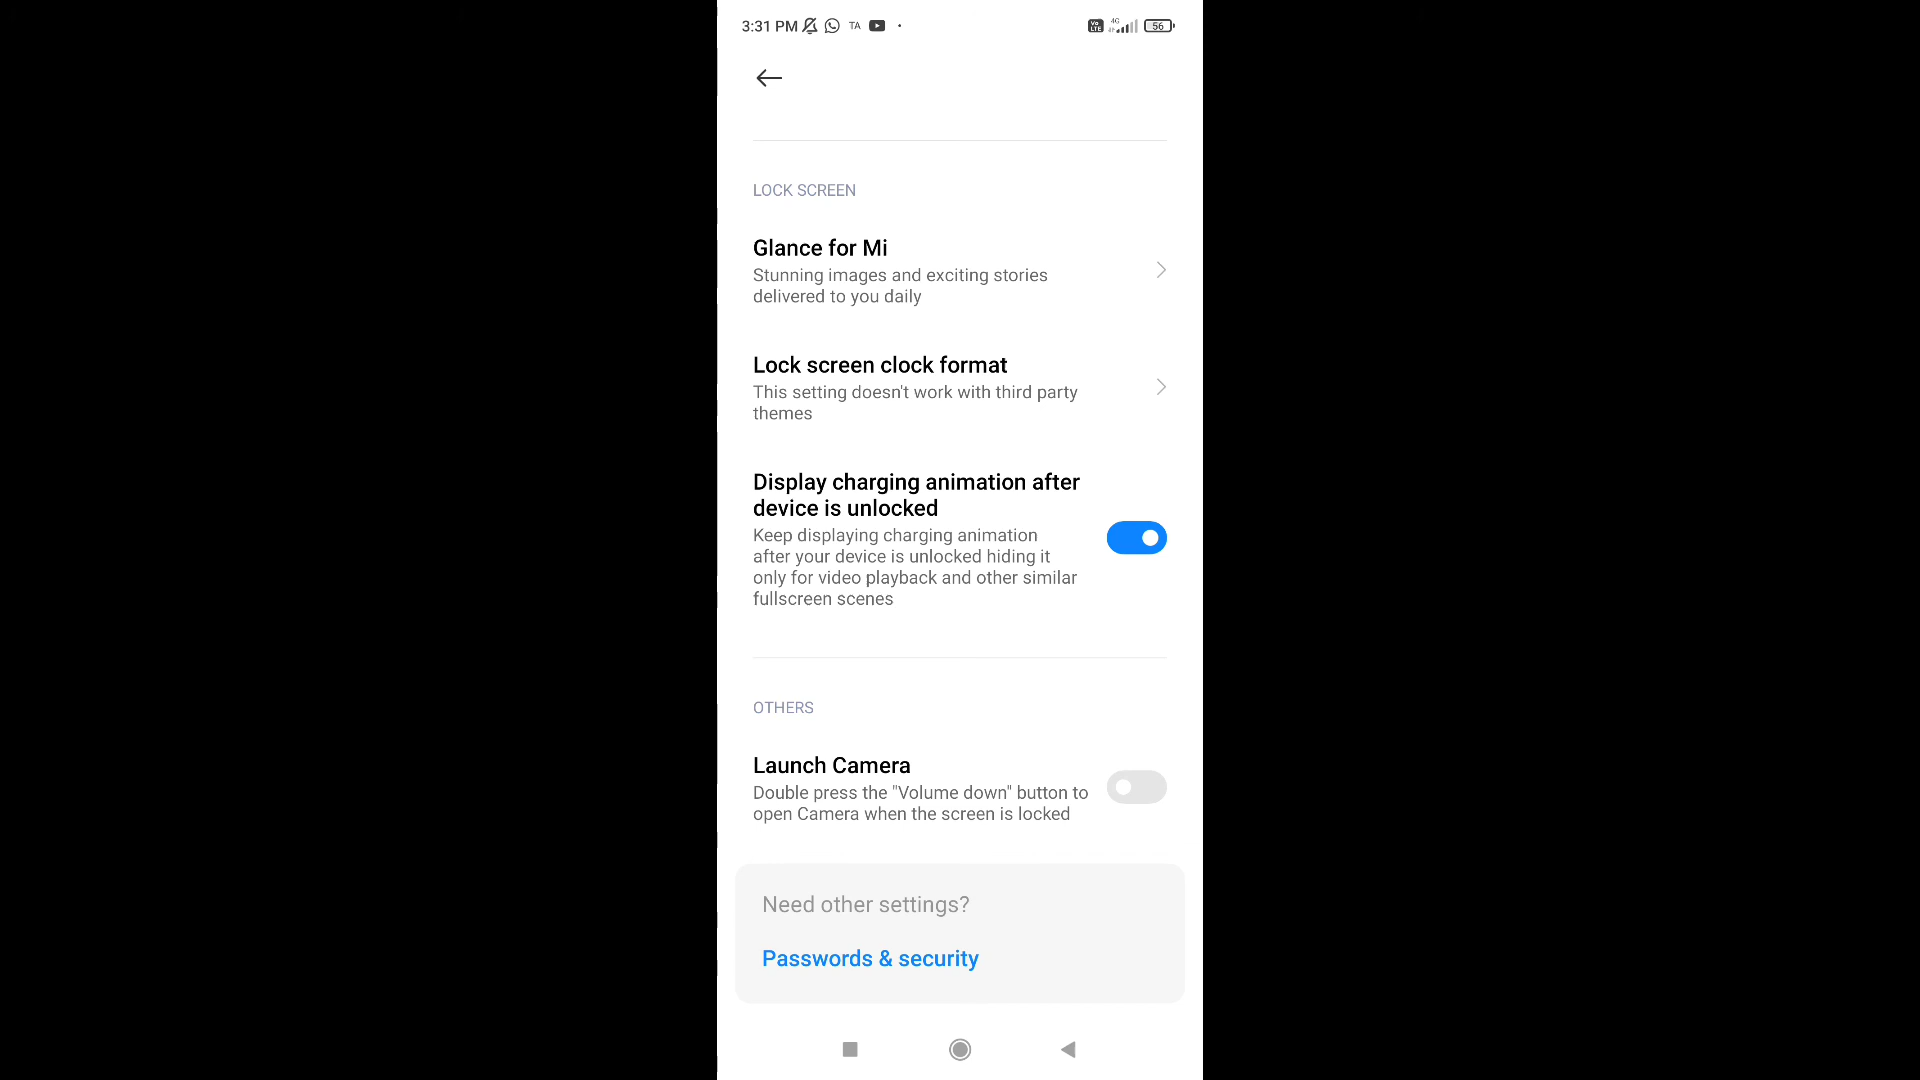 3:31 PM TA Vo LTE 4G 56
LOCK SCREEN
Glance for Mi
Stunning images and exciting stories
delivered to you daily
Lock screen clock format
This setting doesn't work with third party
themes
Display charging animation after
device is unlocked
Keep displaying charging animation
after your device is unlocked hiding it
only for video playback and other similar
fullscreen scenes
OTHERS
Launch Camera
Double press the "Volume down" button to
open Camera when the screen is locked
Need other settings?
Passwords & security